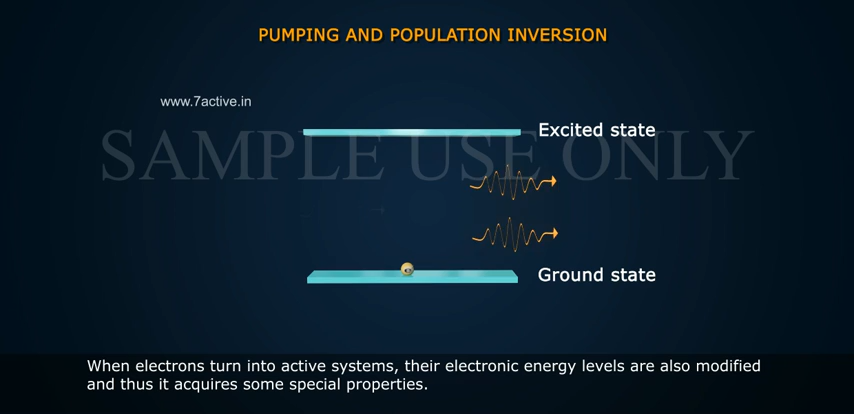 PUMPING AND POPULATION INVERSION
www.7active.in
Excited state
SAMPLE USE ONLY
Ground state
When electrons turn into active systems, their electronic energy levels are also modified
and thus it acquires some special properties.